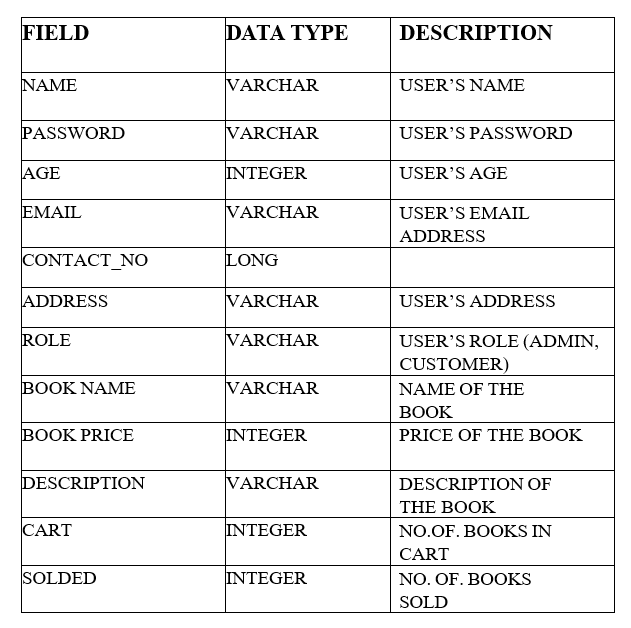 FIELD DATA TYPE DESCRIPTION
NAME VARCHAR USER’S NAME
PASSWORD VARCHAR USER’S PASSWORD
AGE INTEGER USER’S AGE
EMAIL VARCHAR USER’S EMAIL
ADDRESS
CONTACT_NO LONG
ADDRESS VARCHAR USER’S ADDRESS
ROLE VARCHAR USER’S ROLE (ADMIN,
CUSTOMER)
BOOK NAME VARCHAR NAME OF THE
BOOK
BOOK PRICE INTEGER PRICE OF THE BOOK
DESCRIPTION VARCHAR DESCRIPTION OF
THE BOOK
CART INTEGER NO.OF. BOOKS IN
CART
SOLDED INTEGER NO. OF. BOOKS
SOLD